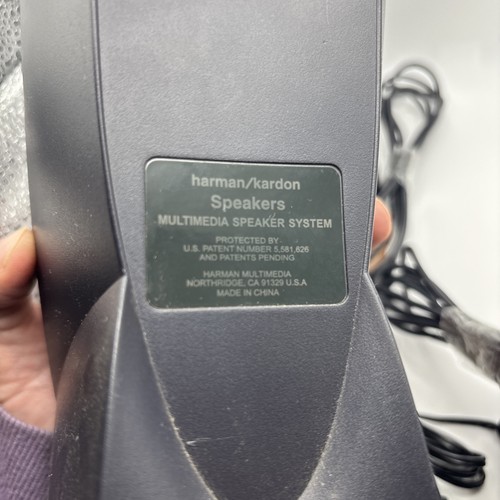 harman/kardon
Speakers
MULTIMEDIA SPEAKER SYSTEM
PROTECTED BY
U.S. PATENT NUMBER 5,581,626
AND PATENTS PENDING
HARMAN MULTIMEDIA
NORTHRIDGE, CA 91329 U.S.A
MADE IN CHINA